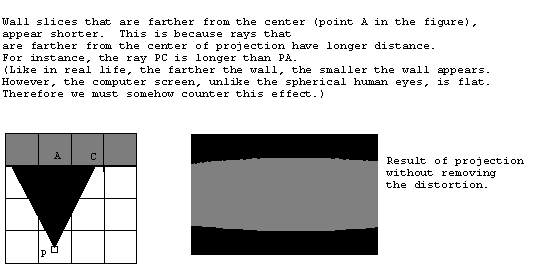 Wall slices that are farther from the center (point A in the figure),
appear shorter. This is because rays that
are farther from the center of projection have longer distance.
For instance, the ray PC is longer than PA.
(Like in real life, the farther the wall, the smaller the wall appears.
However, the computer screen, unlike the spherical human eyes, is flat.
Therefore we must somehow counter this effect.)
A C
P
Result of projection
without removing
the distortion.